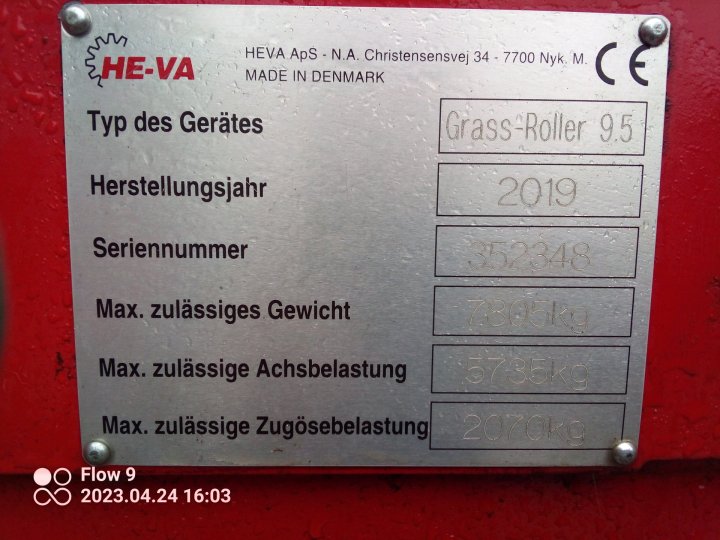 HE-VA
HEVA ApS - N.A. Christensensvej 34 - 7700 Nyk. M.
MADE IN DENMARK
CE
Typ des Gerätes Grass-Roller 9.5
Herstellungsjahr 2019
Seriennummer 352348
Max. zulässiges Gewicht 7805kg
Max. zulässige Achsbelastung 5735kg
Max. zulässige Zugösebelastung 2070kg
Flow 9
2023.04.24 16:03